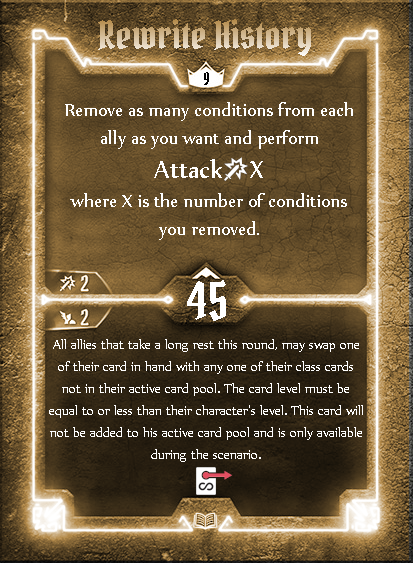 Rewrite History
9
Remove as many conditions from each
ally as you want and perform
Attack X
where X is the number of conditions
you removed.
2
45
2
All allies that take a long rest this round, may swap one
of their card in hand with any one of their class cards
not in their active card pool. The card level must be
equal to or less than their character's level. This card will
not be added to his active card pool and is only available
during the scenario.
S